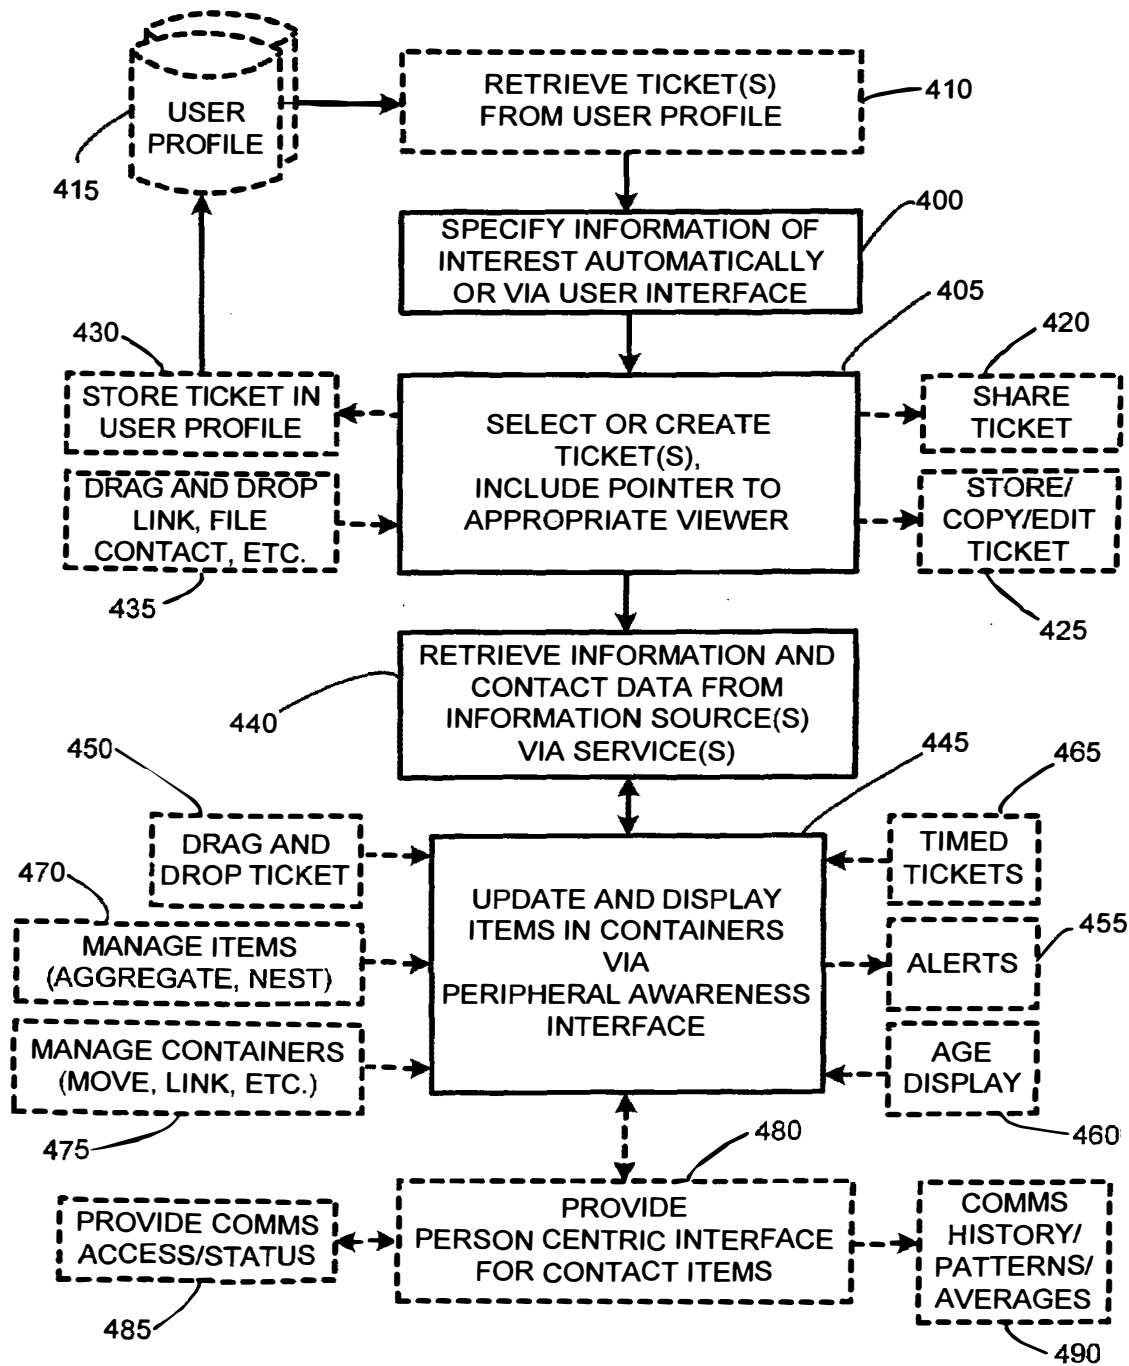 USER
PROFILE
415
RETRIEVE TICKET(S)
FROM USER PROFILE
410
SPECIFY INFORMATION OF
INTEREST AUTOMATICALLY
OR VIA USER INTERFACE
400
405
430
STORE TICKET IN
USER PROFILE
SELECT OR CREATE
TICKET(S),
INCLUDE POINTER TO
APPROPRIATE VIEWER
420
SHARE
TICKET
DRAG AND DROP
LINK, FILE
CONTACT, ETC.
435
STORE/
COPY/EDIT
TICKET
425
RETRIEVE INFORMATION AND
CONTACT DATA FROM
INFORMATION SOURCE(S)
VIA SERVICE(S)
440
450
DRAG AND
DROP TICKET
445
465
TIMED
TICKETS
470
MANAGE ITEMS
(AGGREGATE, NEST)
UPDATE AND DISPLAY
ITEMS IN CONTAINERS
VIA
PERIPHERAL AWARENESS
INTERFACE
ALERTS
455
MANAGE CONTAINERS
(MOVE, LINK, ETC.)
475
AGE
DISPLAY
460
480
PROVIDE COMMS
ACCESS/STATUS
485
PROVIDE
PERSON CENTRIC INTERFACE
FOR CONTACT ITEMS
COMMS
HISTORY/
PATTERNS/
AVERAGES
490